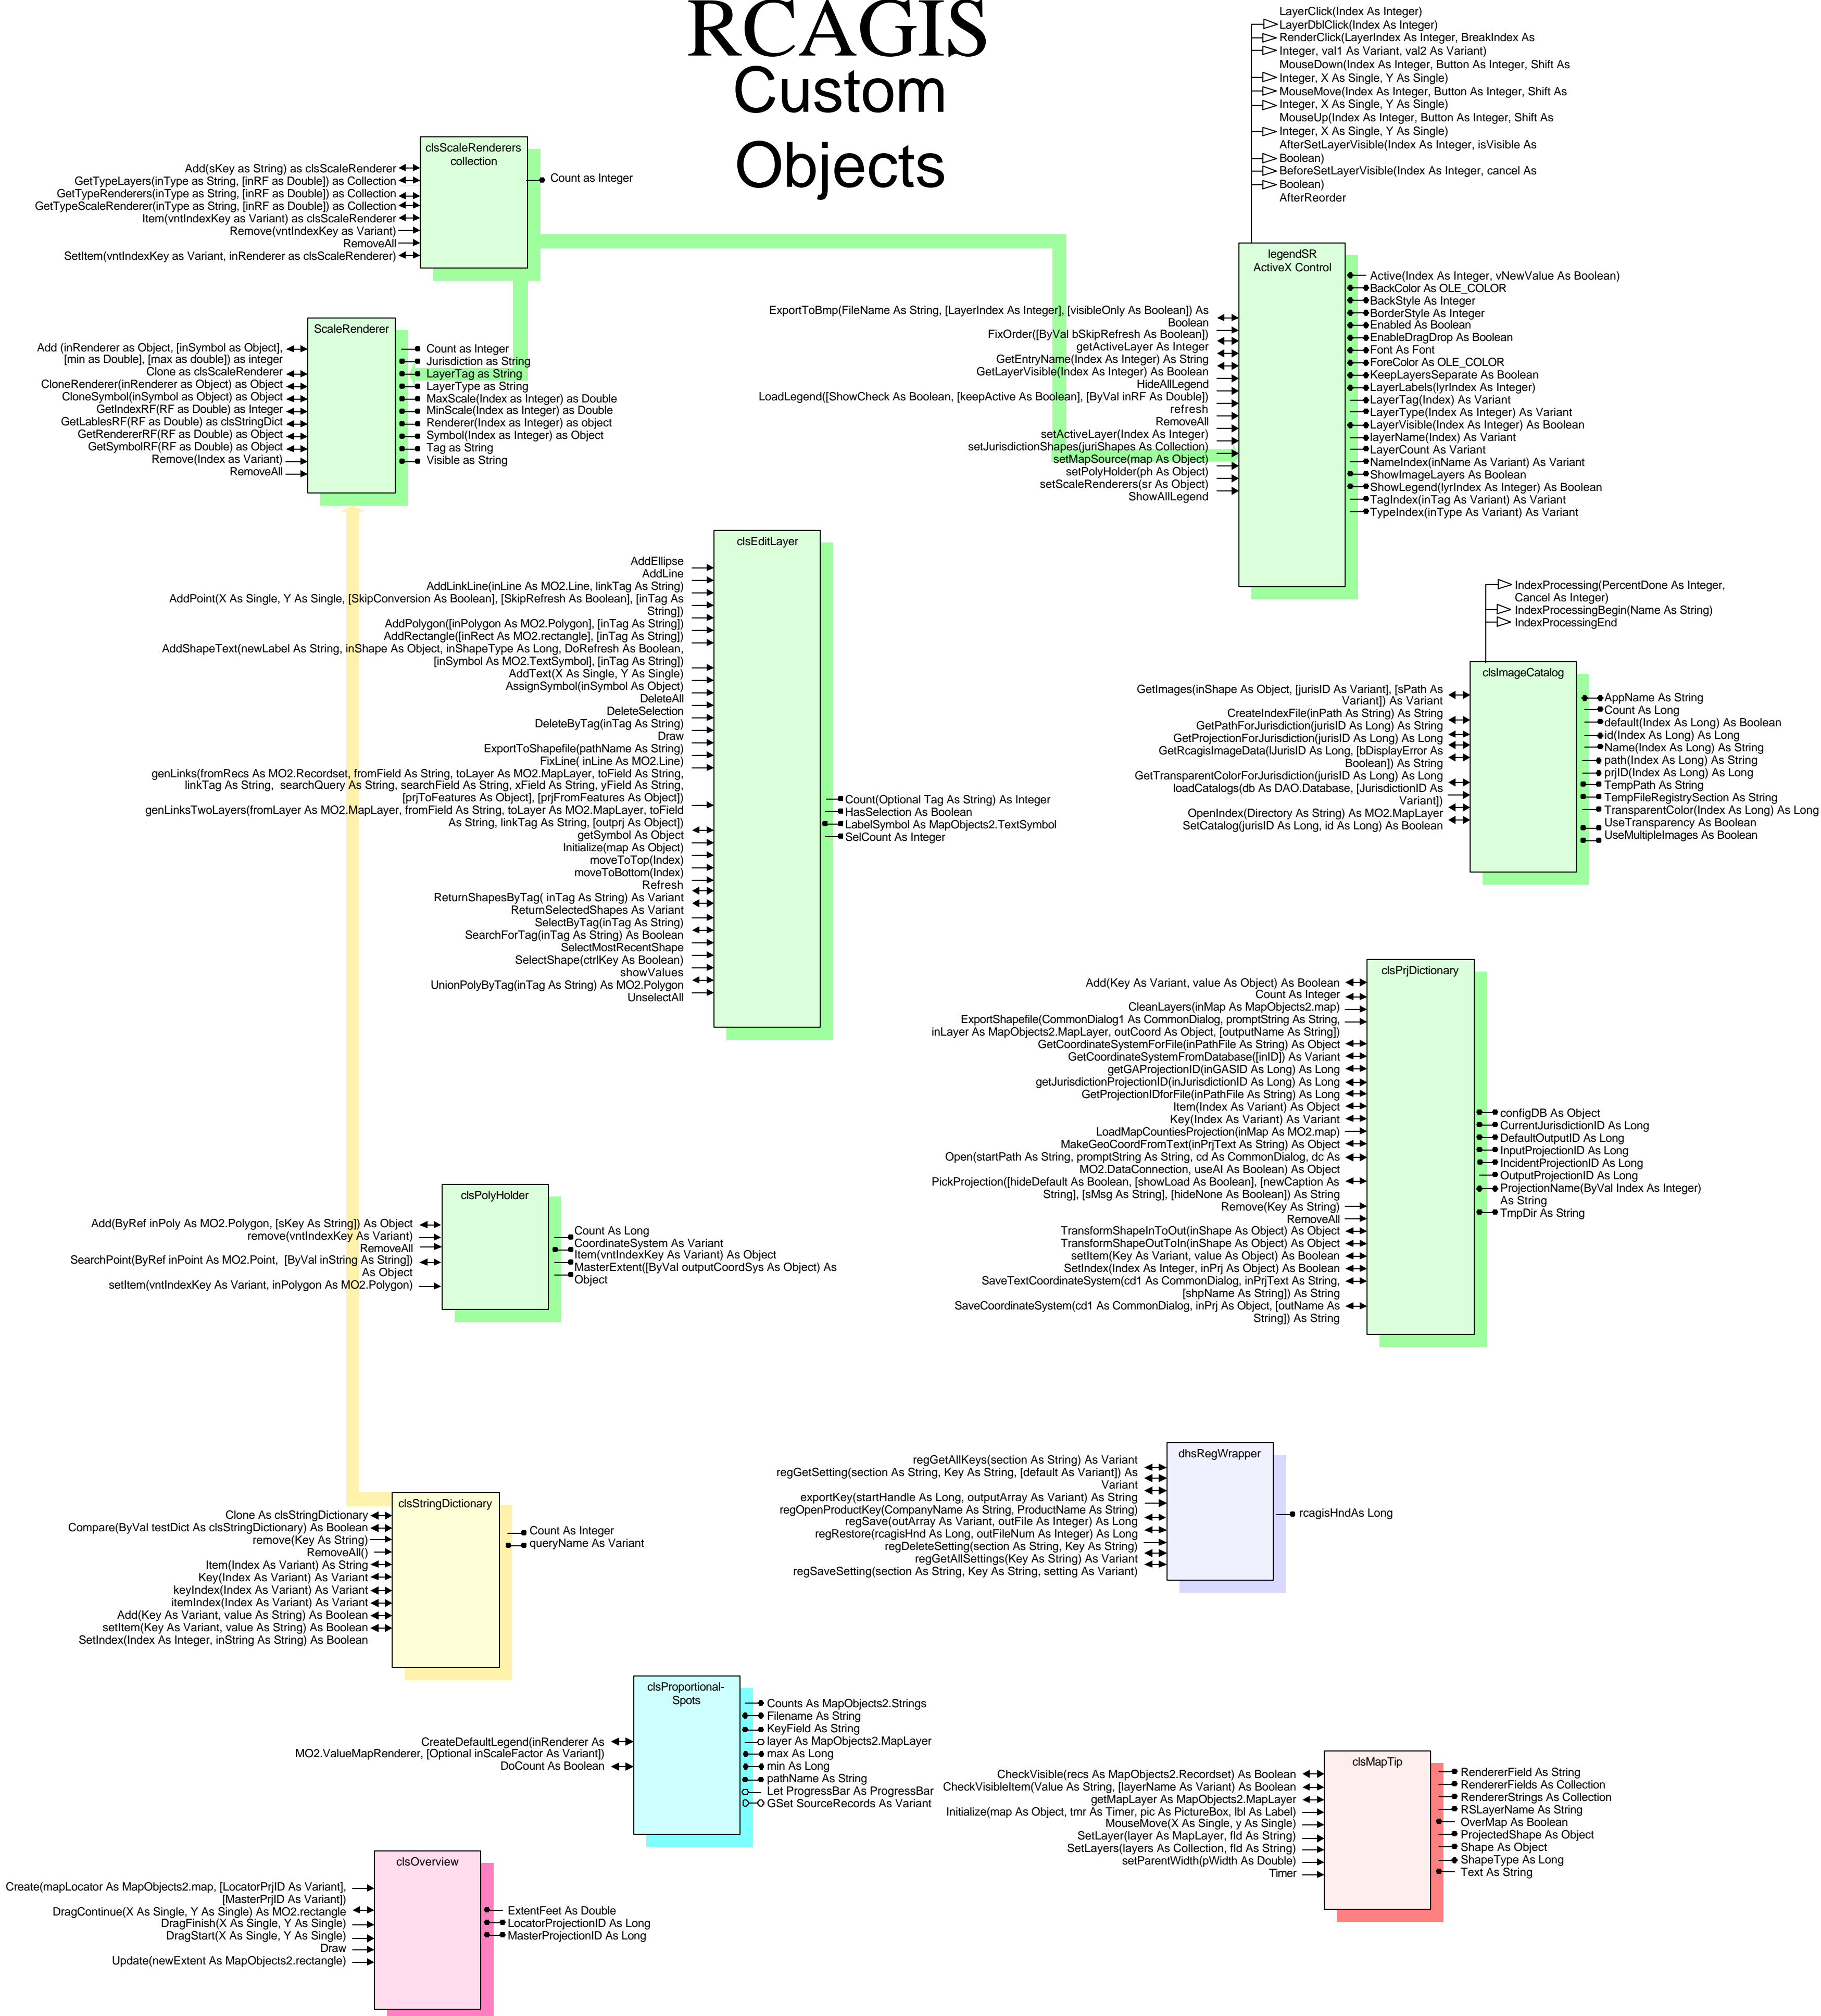 RCAGIS
Custom
Objects
LayerClick(Index As Integer)
LayerDblClick(Index As Integer)
RenderClick(LayerIndex As Integer, BreakIndex As
Integer, val1 As Variant, val2 As Variant)
MouseDown(Index As Integer, Button As Integer, Shift As
Integer, X As Single, Y As Single)
MouseMove(Index As Integer, Button As Integer, Shift As
Integer, X As Single, Y As Single)
MouseUp(Index As Integer, Button As Integer, Shift As
Integer, X As Single, Y As Single)
AfterSetLayerVisible(Index As Integer, isVisible As
Boolean)
BeforeSetLayerVisible(Index As Integer, cancel As
Boolean)
AfterReorder
clsScaleRenderers
collection
Add(sKey as String) as clsScaleRenderer
GetTypeLayers(inType as String, [inRF as Double]) as Collection
GetTypeRenderers(inType as String, [inRF as Double]) as Collection
GetTypeScaleRenderer(inType as String, [inRF as Double]) as Collection
Item(vntIndexKey as Variant) as clsScaleRenderer
Remove(vntIndexKey as Variant)
RemoveAll
SetItem(vntIndexKey as Variant, inRenderer as clsScaleRenderer)
Count as Integer
legendSR
ActiveX Control
ExportToBmp(FileName As String, [LayerIndex As Integer], [visibleOnly As Boolean]) As
Boolean
FixOrder([ByVal bSkipRefresh As Boolean])
getActiveLayer As Integer
GetEntryName(Index As Integer) As String
GetLayerVisible(Index As Integer) As Boolean
HideAllLegend
LoadLegend([ShowCheck As Boolean, [keepActive As Boolean], [ByVal inRF As Double])
refresh
RemoveAll
setActiveLayer(Index As Integer)
setJurisdictionShapes(juriShapes As Collection)
setMapSource(map As Object)
setPolyHolder(ph As Object)
setScaleRenderers(sr As Object)
ShowAllLegend
Active(Index As Integer, vNewValue As Boolean)
BackColor As OLE_COLOR
BackStyle As Integer
BorderStyle As Integer
Enabled As Boolean
EnableDragDrop As Boolean
Font As Font
ForeColor As OLE_COLOR
KeepLayersSeparate As Boolean
LayerLabels(lyrIndex As Integer)
LayerTag(Index) As Variant
LayerType(Index As Integer) As Variant
LayerVisible(Index As Integer) As Boolean
layerName(Index) As Variant
LayerCount As Variant
NameIndex(inName As Variant) As Variant
ShowImageLayers As Boolean
ShowLegend(lyrIndex As Integer) As Boolean
TagIndex(inTag As Variant) As Variant
TypeIndex(inType As Variant) As Variant
ScaleRenderer
Add (inRenderer as Object, [inSymbol as Object],
[min as Double], [max as double]) as integer
Clone as clsScaleRenderer
CloneRenderer(inRenderer as Object) as Object
CloneSymbol(inSymbol as Object) as Object
GetIndexRF(RF as Double) as Integer
GetLablesRF(RF as Double) as clsStringDict
GetRendererRF(RF as Double) as Object
GetSymbolRF(RF as Double) as Object
Remove(Index as Variant)
RemoveAll
Count as Integer
Jurisdiction as String
LayerTag as String
LayerType as String
MaxScale(Index as Integer) as Double
MinScale(Index as Integer) as Double
Renderer(Index as Integer) as object
Symbol(Index as Integer) as Object
Tag as String
Visible as String
clsEditLayer
AddEllipse
AddLine
AddLinkLine(inLine As MO2.Line, linkTag As String)
AddPoint(X As Single, Y As Single, [SkipConversion As Boolean], [SkipRefresh As Boolean], [inTag As
String])
AddPolygon([inPolygon As MO2.Polygon], [inTag As String])
AddRectangle([inRect As MO2.rectangle], [inTag As String])
AddShapeText(newLabel As String, inShape As Object, inShapeType As Long, DoRefresh As Boolean,
[inSymbol As MO2.TextSymbol], [inTag As String])
AddText(X As Single, Y As Single)
AssignSymbol(inSymbol As Object)
DeleteAll
DeleteSelection
DeleteByTag(inTag As String)
Draw
ExportToShapefile(pathName As String)
FixLine( inLine As MO2.Line)
genLinks(fromRecs As MO2.Recordset, fromField As String, toLayer As MO2.MapLayer, toField As String,
linkTag As String,  searchQuery As String, searchField As String, xField As String, yField As String,
[prjToFeatures As Object], [prjFromFeatures As Object])
genLinksTwoLayers(fromLayer As MO2.MapLayer, fromField As String, toLayer As MO2.MapLayer, toField
As String, linkTag As String, [outprj As Object])
getSymbol As Object
Initialize(map As Object)
moveToTop(Index)
moveToBottom(Index)
Refresh
ReturnShapesByTag( inTag As String) As Variant
ReturnSelectedShapes As Variant
SelectByTag(inTag As String)
SearchForTag(inTag As String) As Boolean
SelectMostRecentShape
SelectShape(ctrlKey As Boolean)
showValues
UnionPolyByTag(inTag As String) As MO2.Polygon
UnselectAll
Count(Optional Tag As String) As Integer
HasSelection As Boolean
LabelSymbol As MapObjects2.TextSymbol
SelCount As Integer
IndexProcessing(PercentDone As Integer,
Cancel As Integer)
IndexProcessingBegin(Name As String)
IndexProcessingEnd
clsImageCatalog
GetImages(inShape As Object, [jurisID As Variant], [sPath As
Variant]) As Variant
CreateIndexFile(inPath As String) As String
GetPathForJurisdiction(jurisID As Long) As String
GetProjectionForJurisdiction(jurisID As Long) As Long
GetRcagisImageData(lJurisID As Long, [bDisplayError As
Boolean]) As String
GetTransparentColorForJurisdiction(jurisID As Long) As Long
loadCatalogs(db As DAO.Database, [JurisdictionID As
Variant])
OpenIndex(Directory As String) As MO2.MapLayer
SetCatalog(jurisID As Long, id As Long) As Boolean
AppName As String
Count As Long
default(Index As Long) As Boolean
id(Index As Long) As Long
Name(Index As Long) As String
path(Index As Long) As String
prjID(Index As Long) As Long
TempPath As String
TempFileRegistrySection As String
TransparentColor(Index As Long) As Long
UseTransparency As Boolean
UseMultipleImages As Boolean
clsPrjDictionary
Add(Key As Variant, value As Object) As Boolean
Count As Integer
CleanLayers(inMap As MapObjects2.map)
ExportShapefile(CommonDialog1 As CommonDialog, promptString As String,
inLayer As MapObjects2.MapLayer, outCoord As Object, [outputName As String])
GetCoordinateSystemForFile(inPathFile As String) As Object
GetCoordinateSystemFromDatabase([inID]) As Variant
getGAProjectionID(inGASID As Long) As Long
getJurisdictionProjectionID(inJurisdictionID As Long) As Long
GetProjectionIDforFile(inPathFile As String) As Long
Item(Index As Variant) As Object
Key(Index As Variant) As Variant
LoadMapCountiesProjection(inMap As MO2.map)
MakeGeoCoordFromText(inPrjText As String) As Object
Open(startPath As String, promptString As String, cd As CommonDialog, dc As
MO2.DataConnection, useAI As Boolean) As Object
PickProjection([hideDefault As Boolean, [showLoad As Boolean], [newCaption As
String], [sMsg As String], [hideNone As Boolean]) As String
Remove(Key As String)
RemoveAll
TransformShapeInToOut(inShape As Object) As Object
TransformShapeOutToIn(inShape As Object) As Object
setItem(Key As Variant, value As Object) As Boolean
SetIndex(Index As Integer, inPrj As Object) As Boolean
SaveTextCoordinateSystem(cd1 As CommonDialog, inPrjText As String,
[shpName As String]) As String
SaveCoordinateSystem(cd1 As CommonDialog, inPrj As Object, [outName As
String]) As String
configDB As Object
CurrentJurisdictionID As Long
DefaultOutputID As Long
InputProjectionID As Long
IncidentProjectionID As Long
OutputProjectionID As Long
ProjectionName(ByVal Index As Integer)
As String
TmpDir As String
clsPolyHolder
Add(ByRef inPoly As MO2.Polygon, [sKey As String]) As Object
remove(vntIndexKey As Variant)
RemoveAll
SearchPoint(ByRef inPoint As MO2.Point,  [ByVal inString As String])
As Object
setItem(vntIndexKey As Variant, inPolygon As MO2.Polygon)
Count As Long
CoordinateSystem As Variant
Item(vntIndexKey As Variant) As Object
MasterExtent([ByVal outputCoordSys As Object) As
Object
dhsRegWrapper
regGetAllKeys(section As String) As Variant
regGetSetting(section As String, Key As String, [default As Variant]) As
Variant
exportKey(startHandle As Long, outputArray As Variant) As String
regOpenProductKey(CompanyName As String, ProductName As String)
regSave(outArray As Variant, outFile As Integer) As Long
regRestore(rcagisHnd As Long, outFileNum As Integer) As Long
regDeleteSetting(section As String, Key As String)
regGetAllSettings(Key As String) As Variant
regSaveSetting(section As String, Key As String, setting As Variant)
rcagisHndAs Long
clsStringDictionary
Clone As clsStringDictionary
Compare(ByVal testDict As clsStringDictionary) As Boolean
remove(Key As String)
RemoveAll()
Item(Index As Variant) As String
Key(Index As Variant) As Variant
keyIndex(Index As Variant) As Variant
itemIndex(Index As Variant) As Variant
Add(Key As Variant, value As String) As Boolean
setItem(Key As Variant, value As String) As Boolean
SetIndex(Index As Integer, inString As String) As Boolean
Count As Integer
queryName As Variant
clsProportional-
Spots
CreateDefaultLegend(inRenderer As
MO2.ValueMapRenderer, [Optional inScaleFactor As Variant])
DoCount As Boolean
Counts As MapObjects2.Strings
Filename As String
KeyField As String
layer As MapObjects2.MapLayer
max As Long
min As Long
pathName As String
Let ProgressBar As ProgressBar
GSet SourceRecords As Variant
clsMapTip
CheckVisible(recs As MapObjects2.Recordset) As Boolean
CheckVisibleItem(Value As String, [layerName As Variant) As Boolean
getMapLayer As MapObjects2.MapLayer
Initialize(map As Object, tmr As Timer, pic As PictureBox, lbl As Label)
MouseMove(X As Single, y As Single)
SetLayer(layer As MapLayer, fld As String)
SetLayers(layers As Collection, fld As String)
setParentWidth(pWidth As Double)
Timer
RendererField As String
RendererFields As Collection
RendererStrings As Collection
RSLayerName As String
OverMap As Boolean
ProjectedShape As Object
Shape As Object
ShapeType As Long
Text As String
clsOverview
Create(mapLocator As MapObjects2.map, [LocatorPrjID As Variant],
[MasterPrjID As Variant])
DragContinue(X As Single, Y As Single) As MO2.rectangle
DragFinish(X As Single, Y As Single)
DragStart(X As Single, Y As Single)
Draw
Update(newExtent As MapObjects2.rectangle)
ExtentFeet As Double
LocatorProjectionID As Long
MasterProjectionID As Long